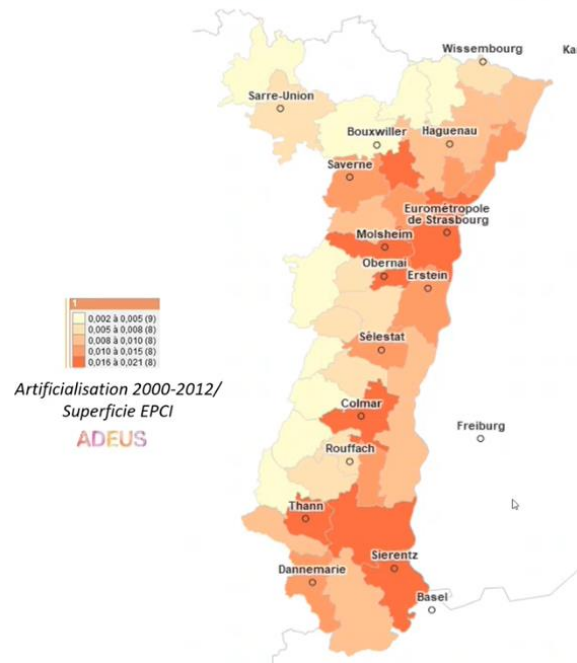 Wissembourg
Ka
Sarre-Union
Bouxwiller
Haguenau
Saverne
Eurométropole
de Strasbourg
Molsheim
Obernai
Erstein
1
0,002 à 0,005 (9)
0,005 à 0,008 (8)
0,008 à 0,010 (8)
0,010 à 0,015 (8)
0,016 à 0,021 (8)
Sélestat
Artificialisation 2000-2012/
Superficie EPCI
ADEUS
Colmar
Freiburg
Rouffach
Thann
Sierentz
Dannemarie
Basel